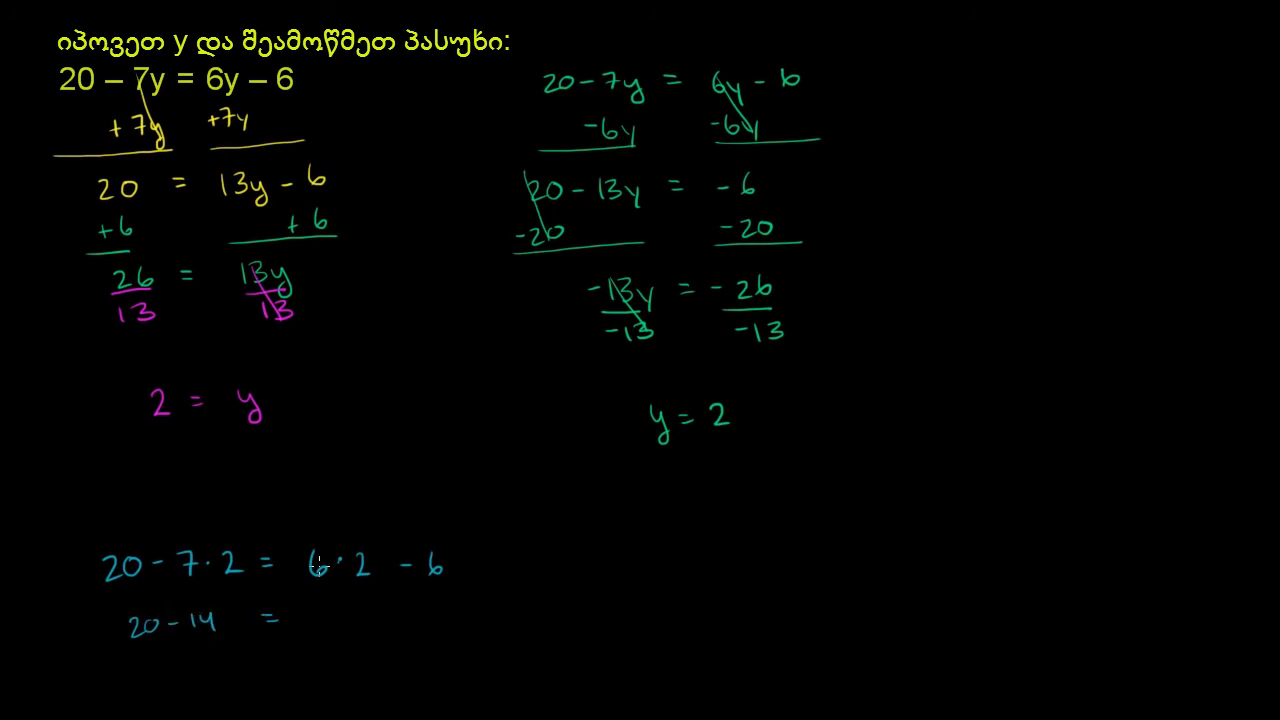 იპოვეთ y და შეამოწმეთ პასუხი:
20 – 7y = 6y – 6
+ 7y +7y
20 = 13y - 6
+6 + 6
26 = 13y
13 13
2 = y
20 - 7y = 6y - 6
-6y -6y
20 - 13y = -6
-20 -20
-13y = -26
-13 -13
y = 2
20 - 7·2 = 6·2 - 6
20 - 14 =